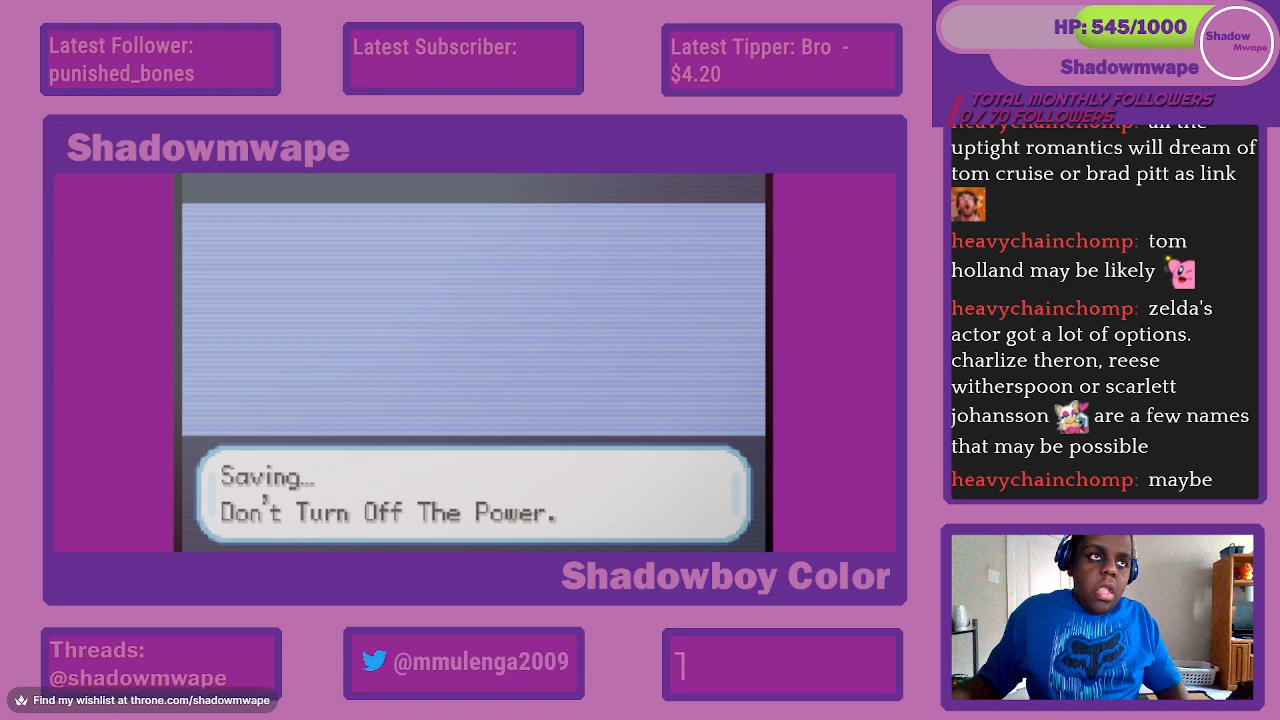 Latest Follower:
punished_bones
Latest Subscriber:
Latest Tipper: Bro -
$4.20
HP: 545/1000
Shadowmwape
Shadow
Mwape
TOTAL MONTHLY FOLLOWERS
0 / 70 FOLLOWERS
Shadowmwape
Saving...
Don't Turn Off The Power.
Shadowboy Color
heavychainchomp: all the
uptight romantics will dream of
tom cruise or brad pitt as link
heavychainchomp: tom
holland may be likely
heavychainchomp: zelda's
actor got a lot of options.
charlize theron, reese
witherspoon or scarlett
johansson are a few names
that may be possible
heavychainchomp: maybe
Threads:
@shadowmwape
@mmulenga2009
1
Find my wishlist at throne.com/shadowmwape